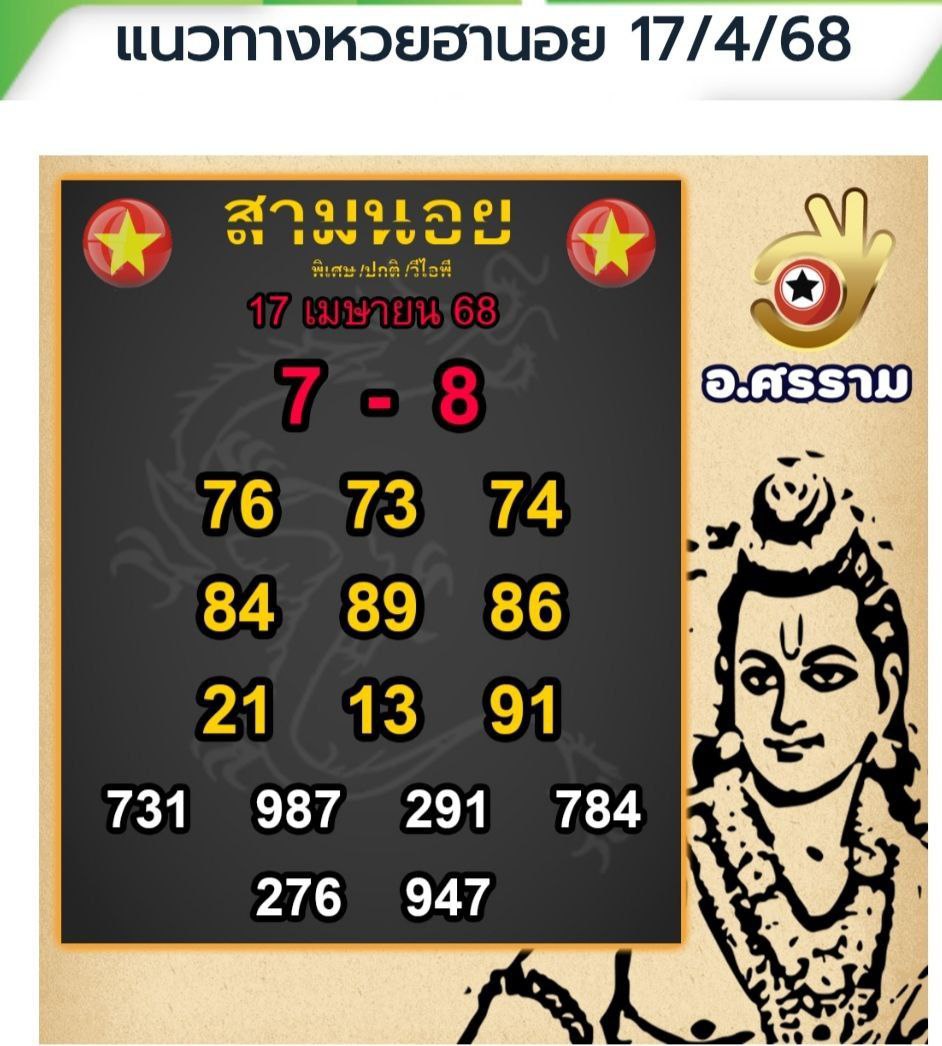 แนวทางหวยฮานอย 17/4/68
สามนอย
พิเศษ/ปกติ/วีไอพี
17 เมษายน 68
7 - 8
76 73 74
84 89 86
21 13 91
731 987 291 784
276 947
อ.ศรราม